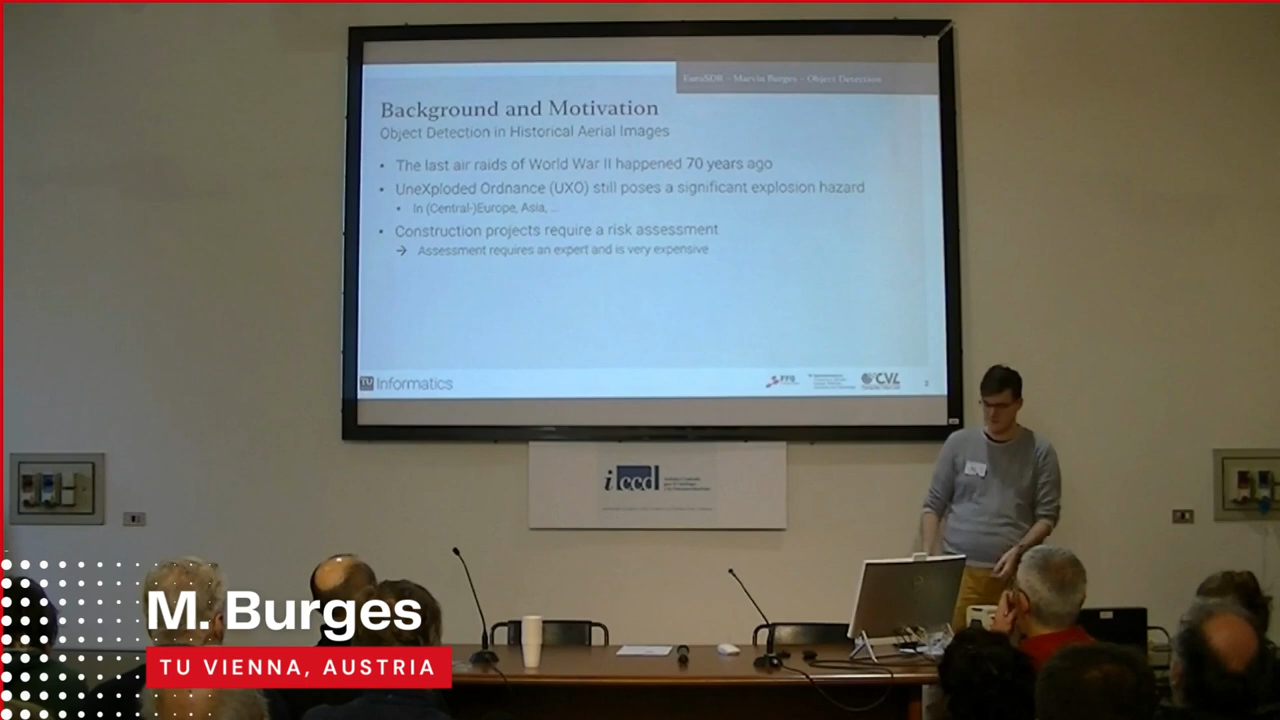 EuroSDR – Marvin Burges – Object Detection
Background and Motivation
Object Detection in Historical Aerial Images
• The last air raids of World War II happened 70 years ago
• UneXploded Ordnance (UXO) still poses a significant explosion hazard
• In (Central-)Europe, Asia, ...
• Construction projects require a risk assessment
→ Assessment requires an expert and is very expensive
TU Informatics
FFG
CVL
2
iccd
M. Burges
TU VIENNA, AUSTRIA